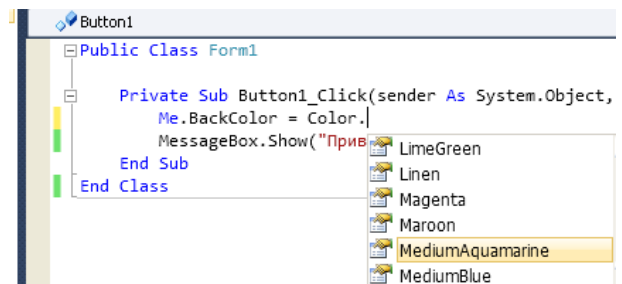 Button1
Public Class Form1
Private Sub Button1_Click(sender As System.Object,
Me.BackColor = Color.
MessageBox.Show("Прив
End Sub
End Class
LimeGreen
Linen
Magenta
Maroon
MediumAquamarine
MediumBlue